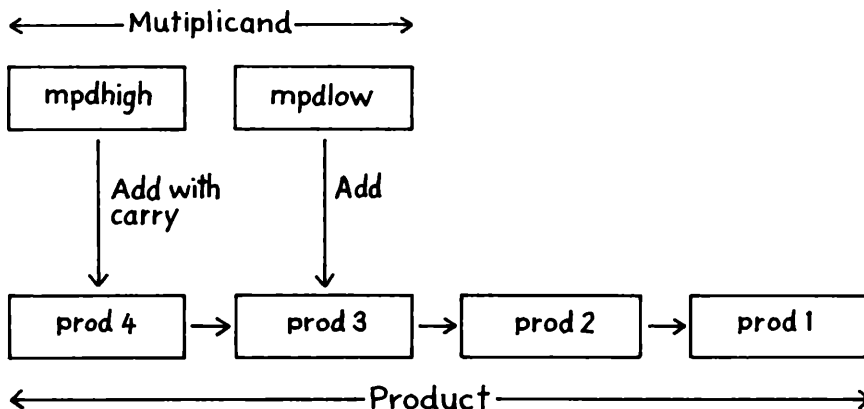 Mutiplicand
mpdhigh mpdlow
Add with
carry
Add
prod 4 prod 3 prod 2 prod 1
Product